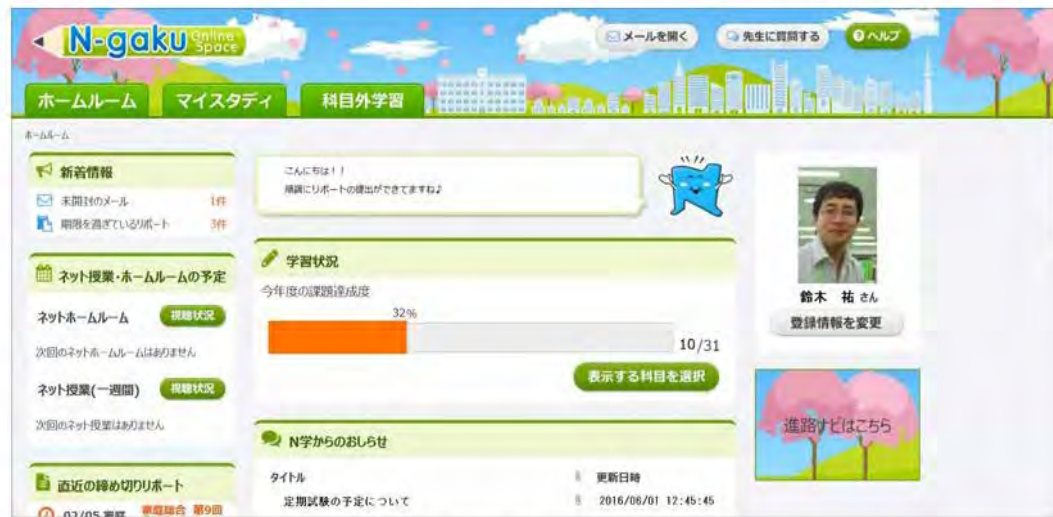 N-gaku Online Space
メールを開く
先生に質問する
ヘルプ
ホームルーム
マイスタディ
科目外学習
ホームルーム
新着情報
未開封のメール 1件
期限を過ぎているリポート 3件
ネット授業・ホームルームの予定
ネットホームルーム 視聴状況
次回のネットホームルームはありません
ネット授業(一週間) 視聴状況
次回のネット授業はありません
直近の締め切りリポート
02/05
家庭総合 第9回
こんにちは!!
順調にリポートの提出ができてますね♪
学習状況
今年度の課題達成度
32%
10/31
表示する科目を選択
N学からのおしらせ
タイトル 更新日時
定期試験の予定について 2016/06/01 12:45:45
鈴木 祐 さん
登録情報を変更
進路ナビはこちら